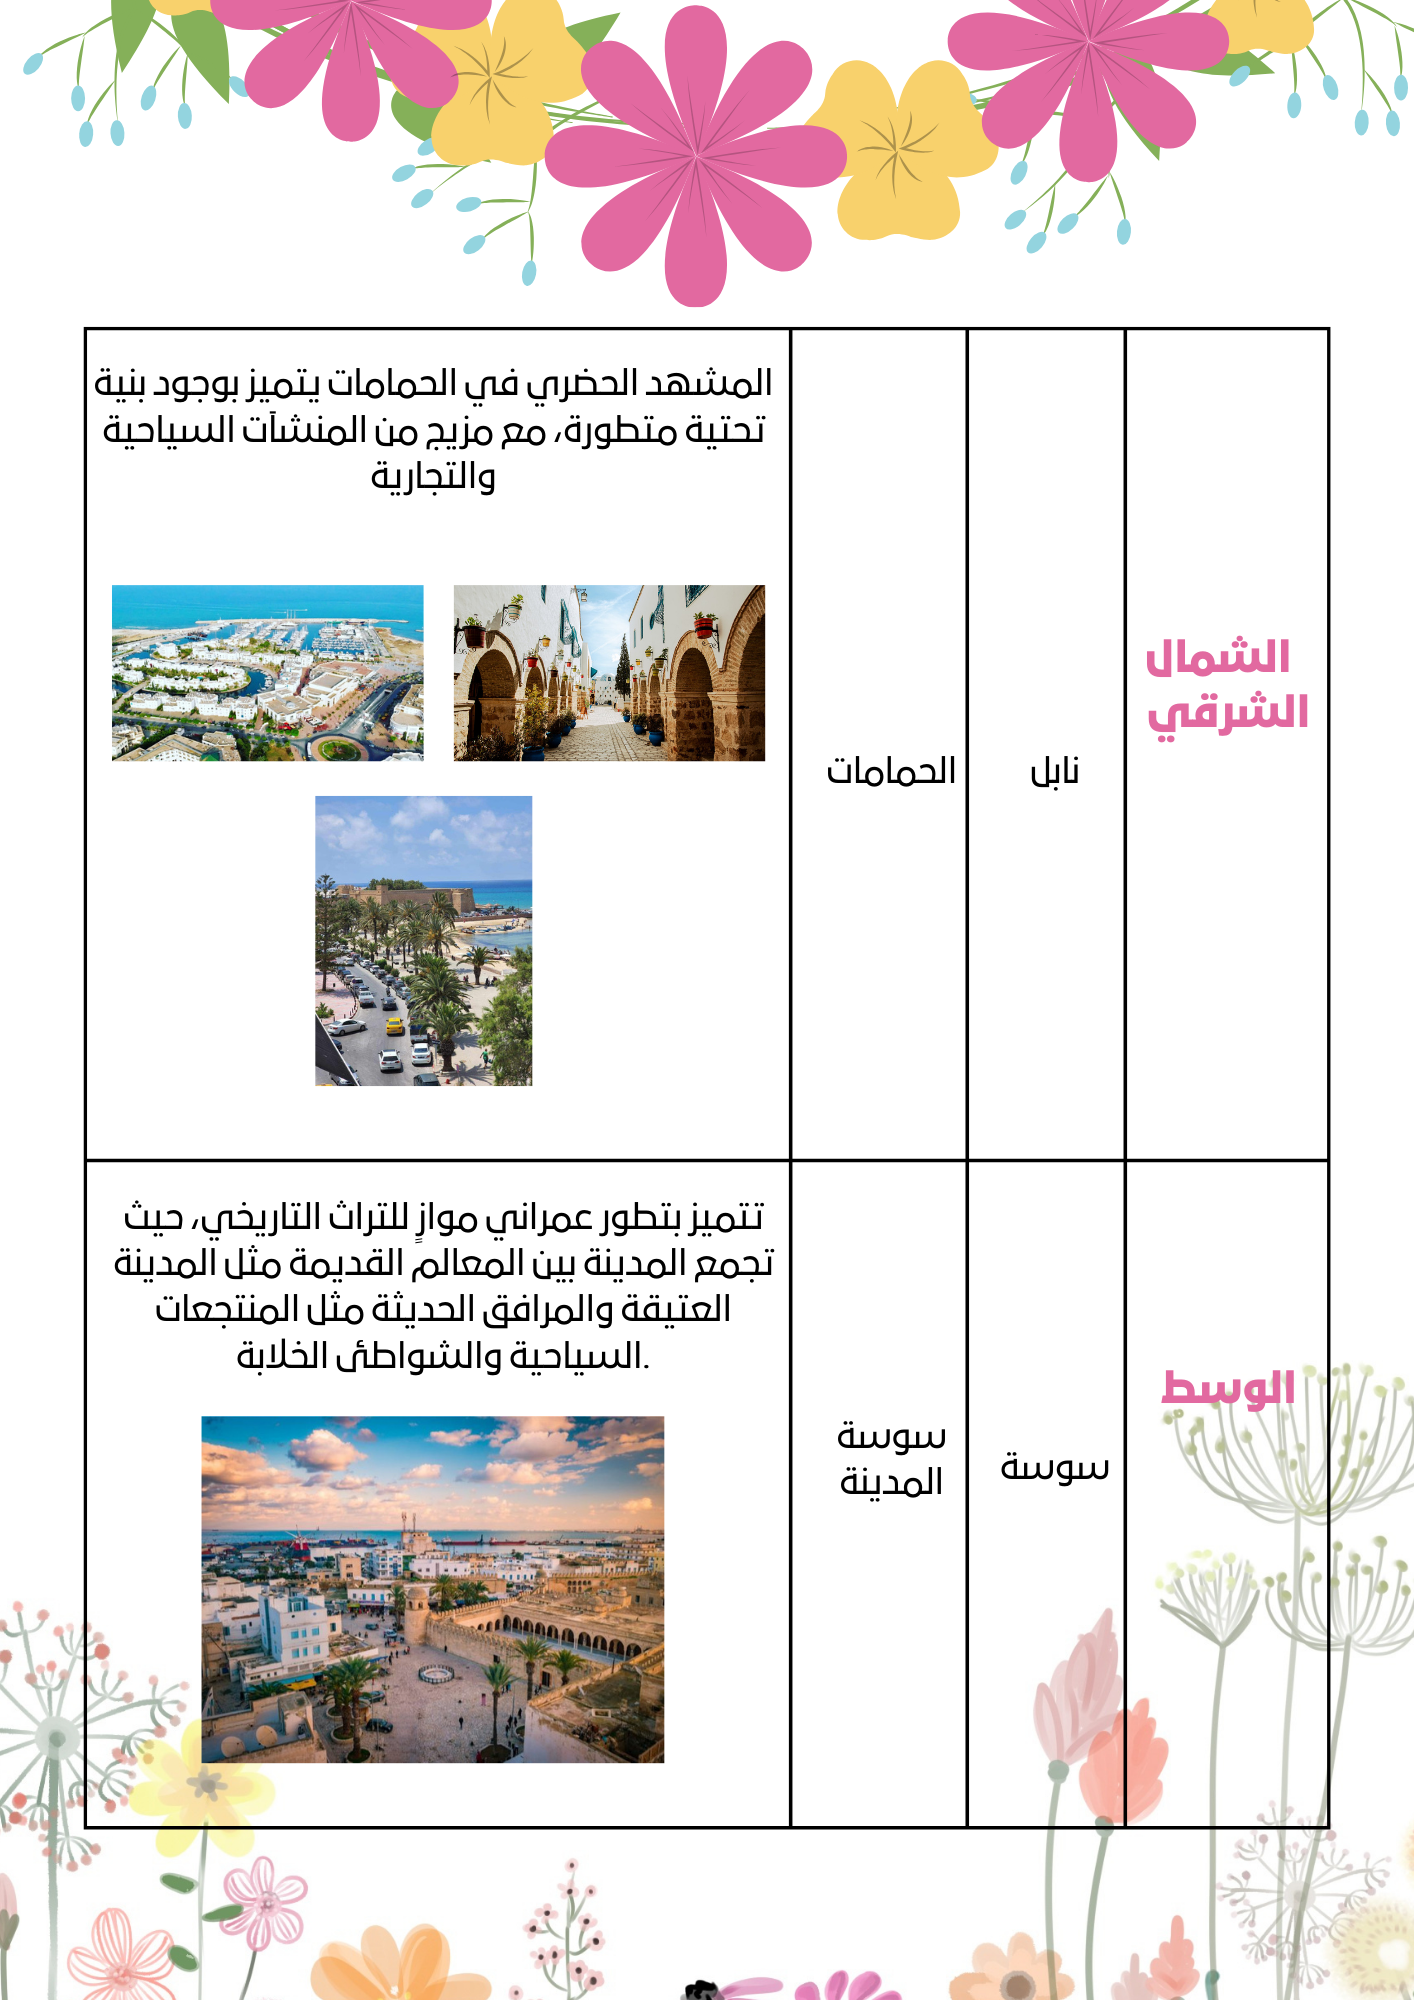 الشمال
الشرقي
نابل
الحمامات
المشهد الحضري في الحمامات يتميز بوجود بنية
تحتية متطورة، مع مزيج من المنشآت السياحية
والتجارية
الوسط
سوسة
سوسة
المدينة
تتميز بتطور عمراني موازٍ للتراث التاريخي، حيث
تجمع المدينة بين المعالم القديمة مثل المدينة
العتيقة والمرافق الحديثة مثل المنتجعات
السياحية والشواطئ الخلابة.